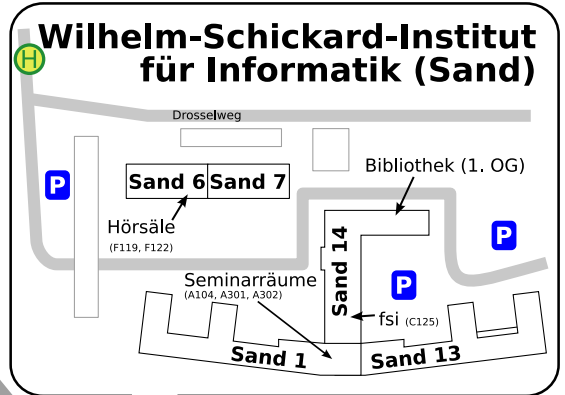 Wilhelm-Schickard-Institut
für Informatik (Sand)
H
Drosselweg
Bibliothek (1. OG)
P
Sand 6
Sand 7
Hörsäle
(F119, F122)
P
Sand 14
Seminarräume
(A104, A301, A302)
P
fsi (C125)
Sand 1
Sand 13